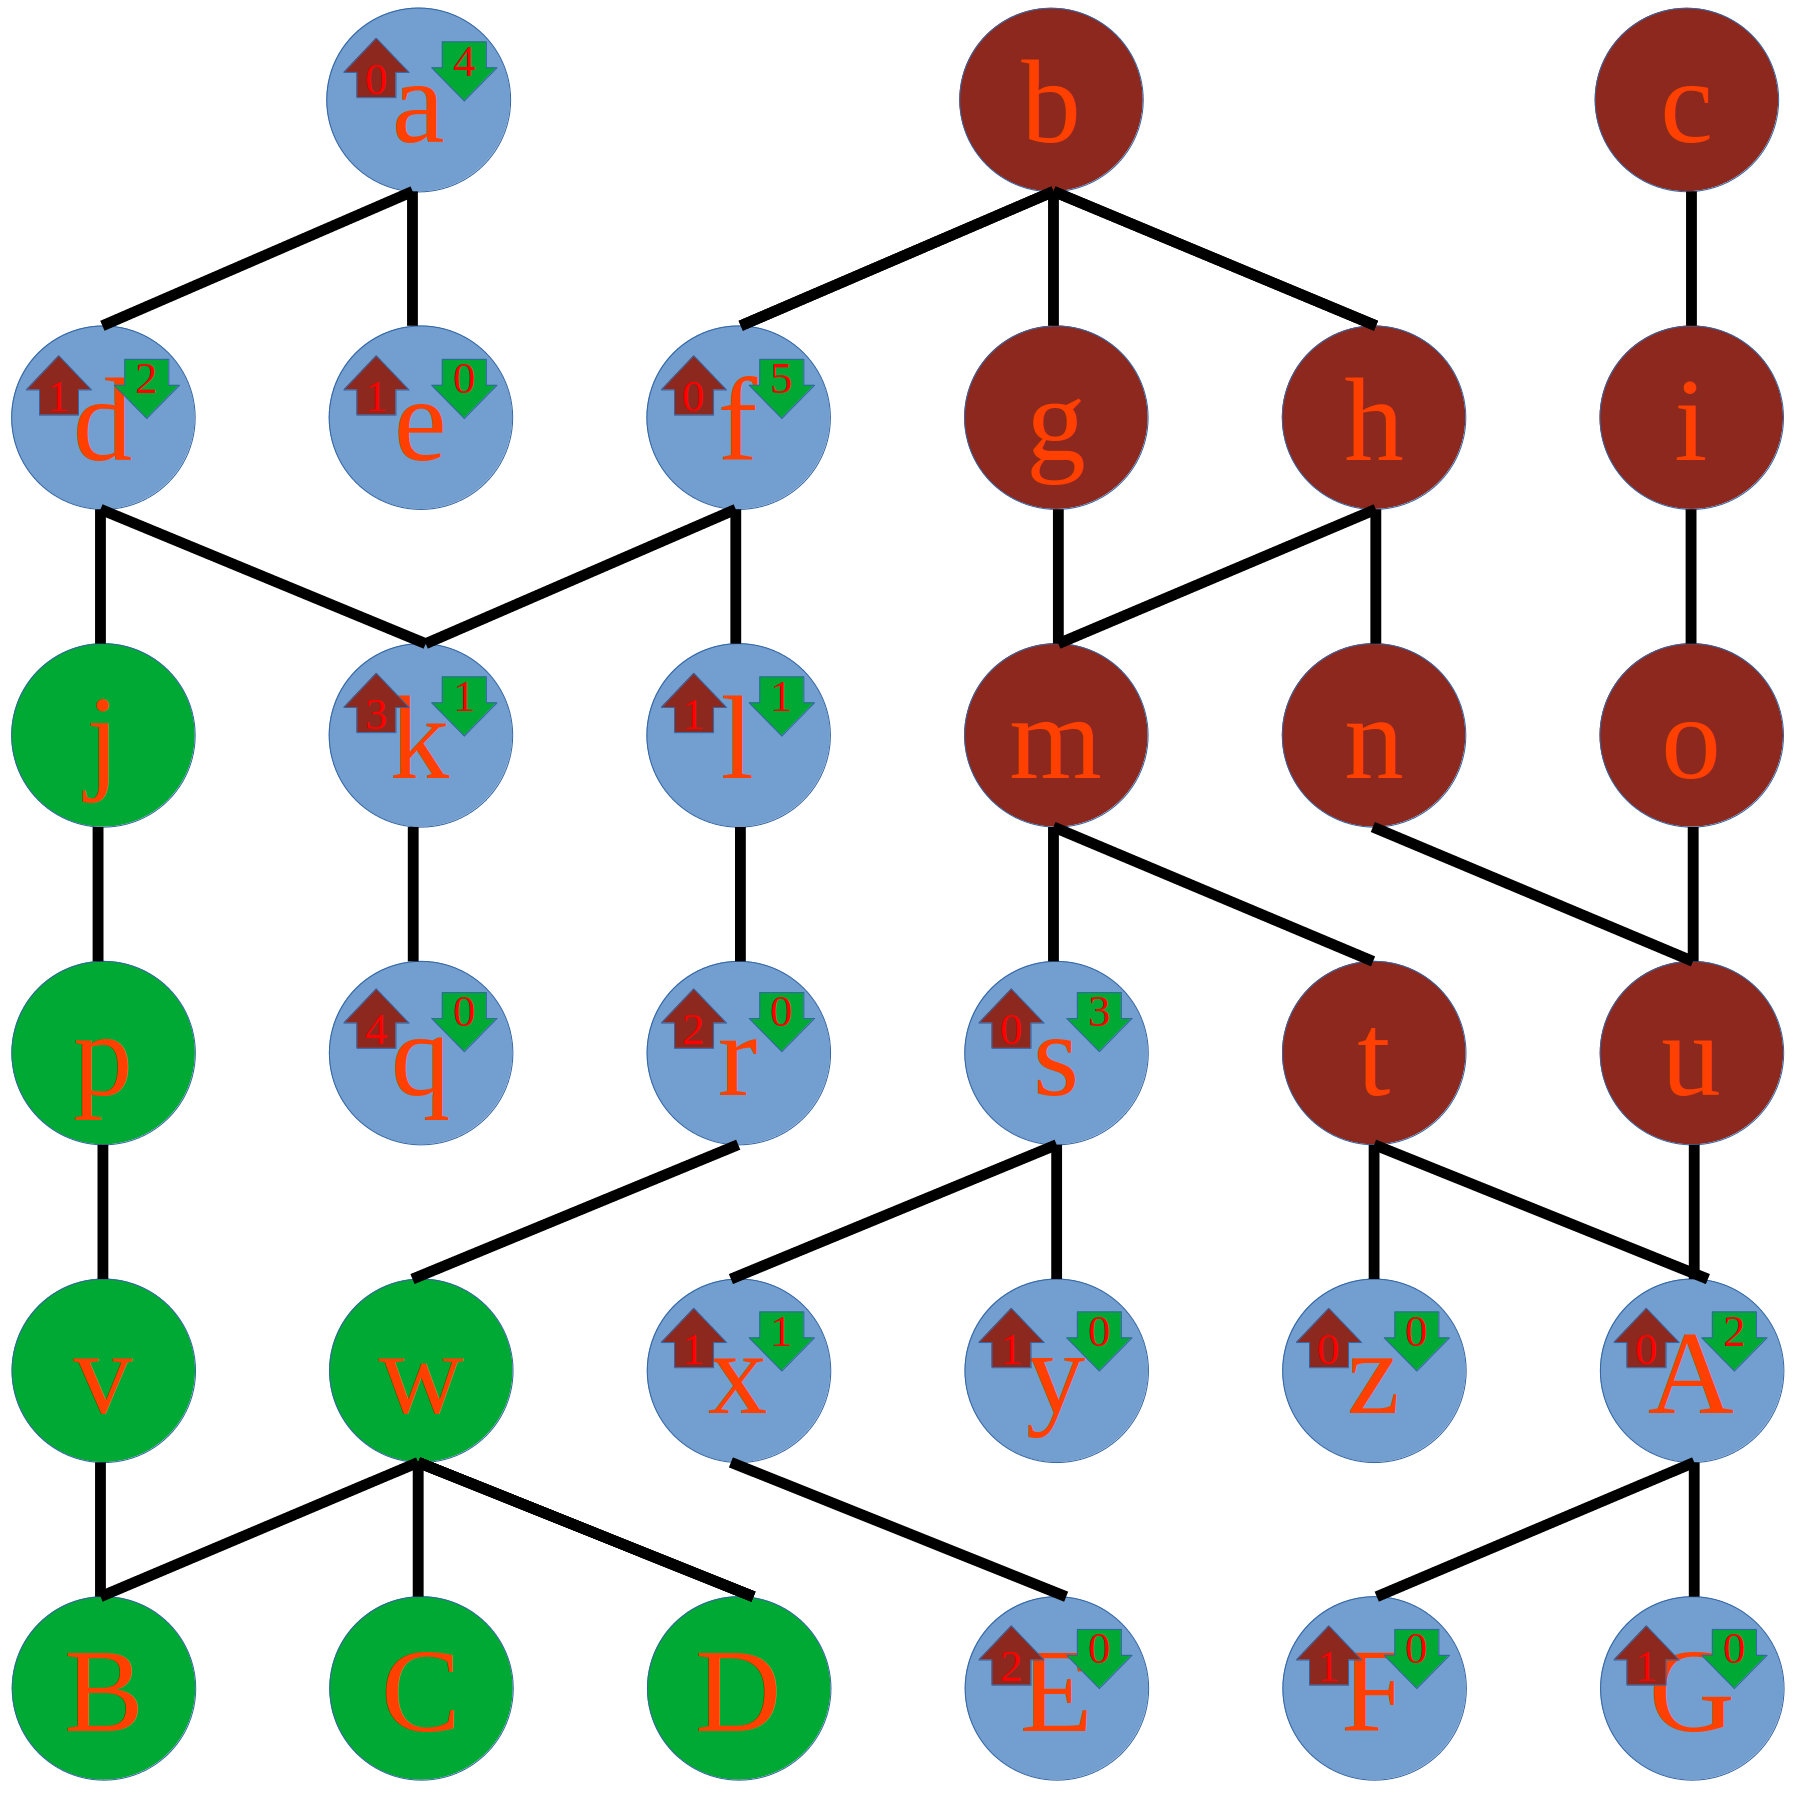 0 4 a b c
1 2 d 1 0 e 0 5 f g h i
j 3 1 k 1 1 l m n o
p 4 0 q 2 0 r 0 3 s t u
v w 1 1 x 1 0 y 0 0 z 0 2 A
B C D 2 0 E 1 0 F 1 0 G